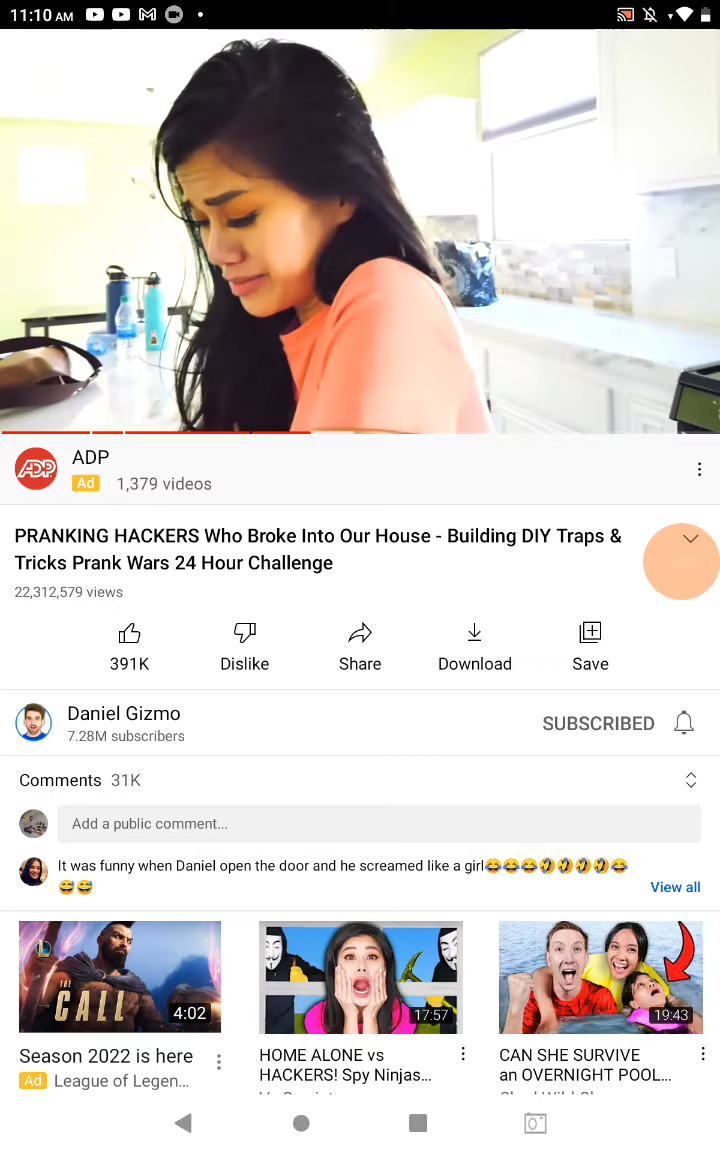 11:10 AM
ADP
ADP
Ad 1,379 videos
PRANKING HACKERS Who Broke Into Our House - Building DIY Traps &
Tricks Prank Wars 24 Hour Challenge
22,312,579 views
391K Dislike Share Download Save
Daniel Gizmo
7.28M subscribers
SUBSCRIBED
Comments 31K
Add a public comment...
It was funny when Daniel open the door and he screamed like a girl😂😂😂🤣🤣🤣🤣😂
😅😅
View all
THE
CALL
4:02
17:57
19:43
Season 2022 is here
Ad League of Legen...
HOME ALONE vs
HACKERS! Spy Ninjas...
CAN SHE SURVIVE
an OVERNIGHT POOL...